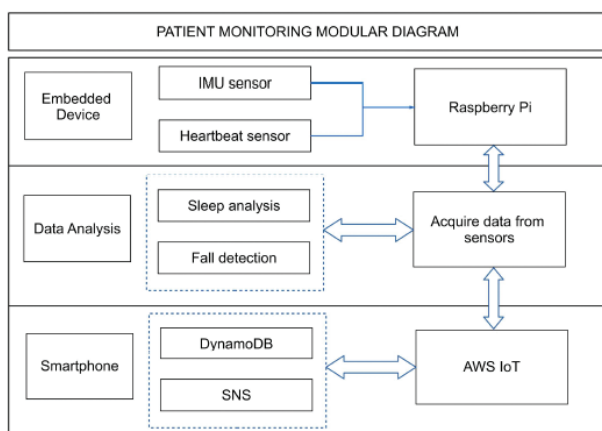 PATIENT MONITORING MODULAR DIAGRAM
Embedded
Device
IMU sensor
Heartbeat sensor
Raspberry Pi
Data Analysis
Sleep analysis
Fall detection
Acquire data from
sensors
Smartphone
DynamoDB
SNS
AWS IoT